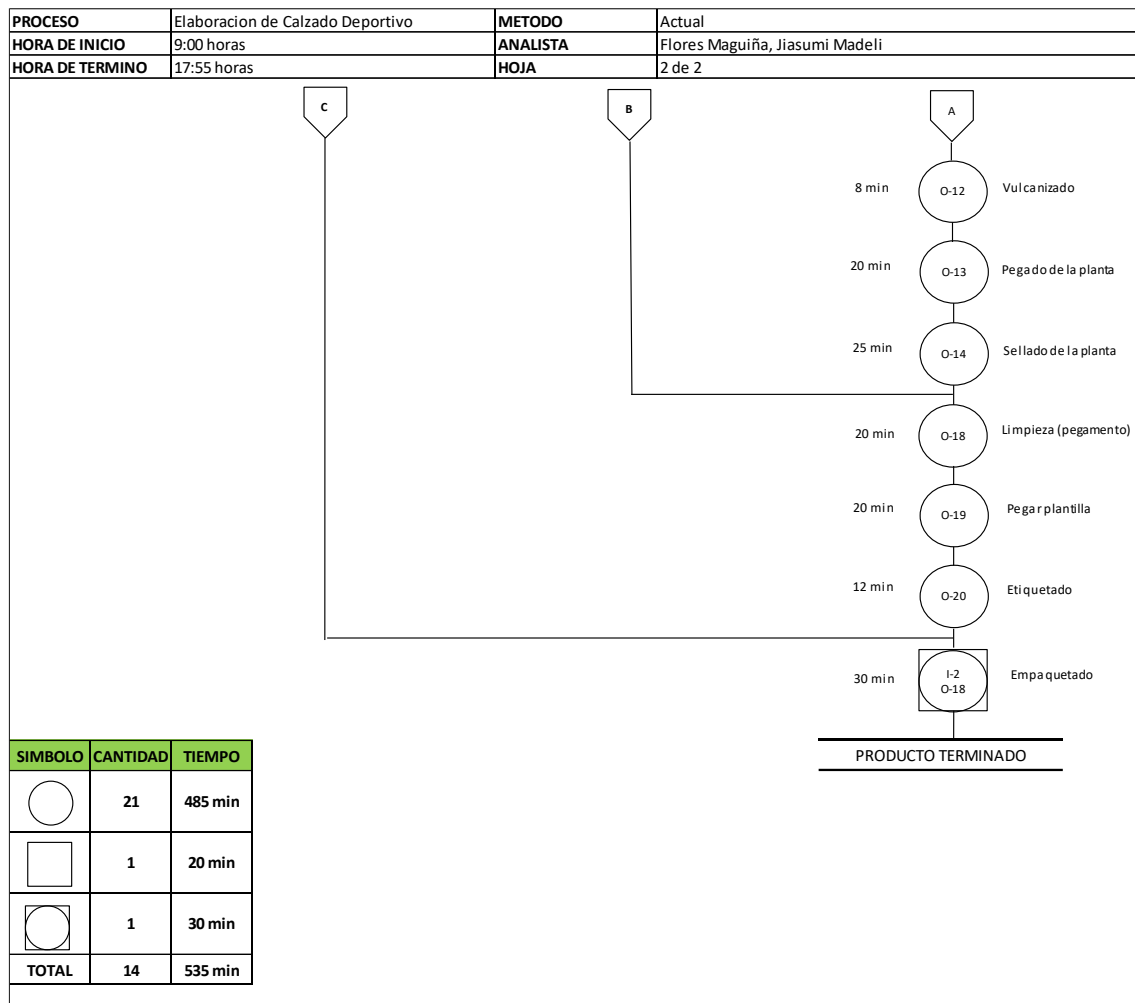 PROCESO Elaboracion de Calzado Deportivo METODO Actual
HORA DE INICIO 9:00 horas ANALISTA Flores Maguiña, Jiasumi Madeli
HORA DE TERMINO 17:55 horas HOJA 2 de 2
C B A
8 min O-12 Vulcanizado
20 min O-13 Pegado de la planta
25 min O-14 Sellado de la planta
20 min O-18 Limpieza (pegamento)
20 min O-19 Pegar plantilla
12 min O-20 Etiquetado
30 min I-2 O-18 Empaquetado
PRODUCTO TERMINADO
SIMBOLO CANTIDAD TIEMPO
21 485 min
1 20 min
1 30 min
TOTAL 14 535 min